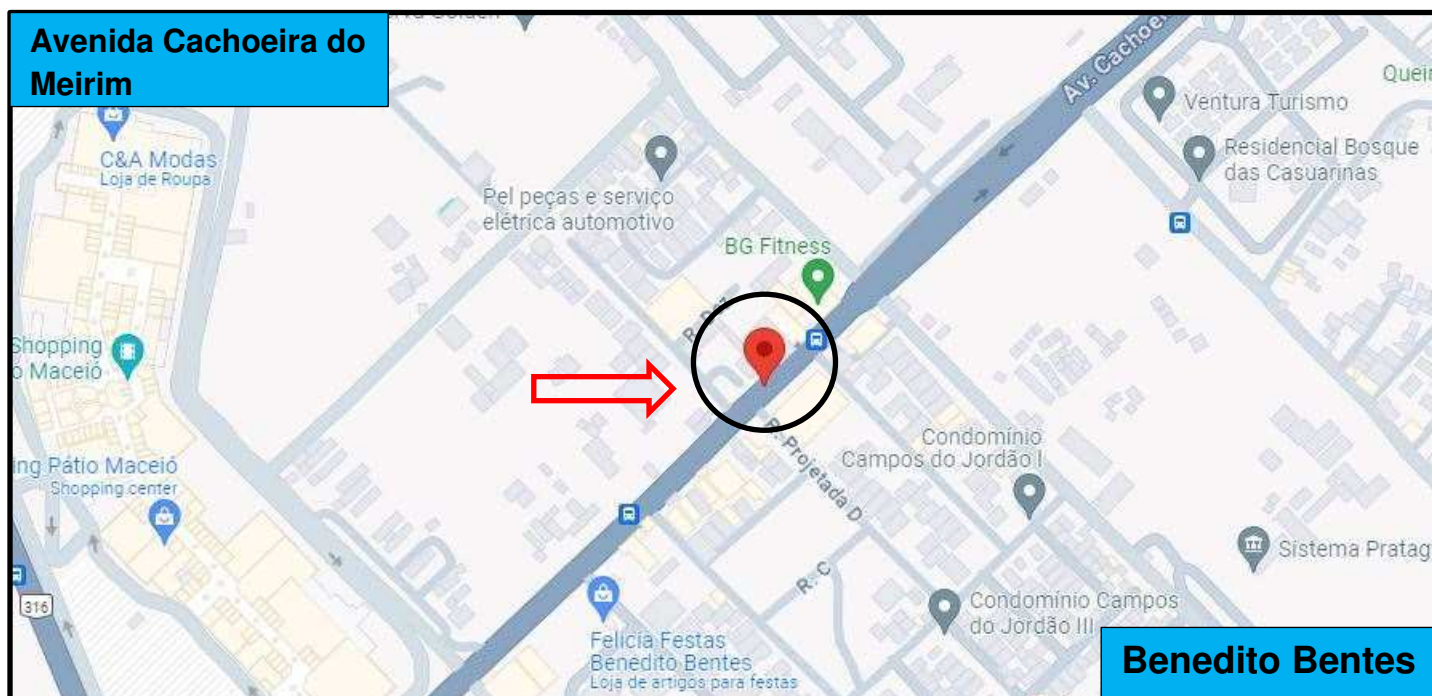 Avenida Cachoeira do
Meirim
Av. Cachoei
Quei
Ventura Turismo
C&A Modas
Loja de Roupa
Residencial Bosque
das Casuarinas
Pel peças e serviço
elétrica automotivo
BG Fitness
Shopping
o Maceió
Condomínio
Campos do Jordão I
R. Projetada D
ing Pátio Maceió
Shopping center
Sistema Pratag
R. C
316
Condomínio Campos
do Jordão III
Felícia Festas
Benedito Bentes
Loja de artigos para festas
Benedito Bentes